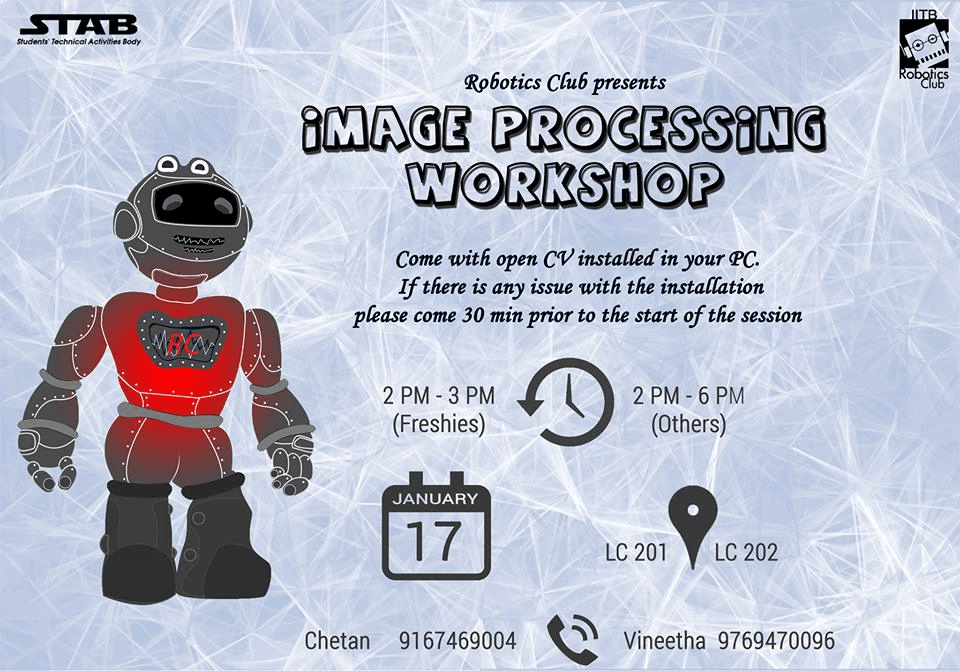 STAB
Students' Technical Activities Body
IITB
Robotics
Club
Robotics Club presents
iMAGE PROCESSiNG
WORKSHOP
Come with open CV installed in your PC.
If there is any issue with the installation
please come 30 min prior to the start of the session
RC
2 PM - 3 PM
(Freshies)
2 PM - 6 PM
(Others)
JANUARY
17
LC 201
LC 202
Chetan 9167469004
Vineetha 9769470096